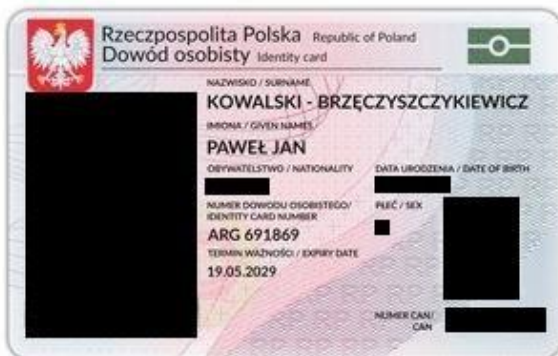 Rzeczpospolita Polska Republic of Poland
Dowód osobisty Identity card
NAZWISKO / SURNAME
KOWALSKI - BRZĘCZYSZCZYKIEWICZ
IMIONA / GIVEN NAMES
PAWEŁ JAN
OBYWATELSTWO / NATIONALITY DATA URODZENIA / DATE OF BIRTH
NUMER DOWODU OSOBISTEGO/ PŁEĆ / SEX
IDENTITY CARD NUMBER
ARG 691869
TERMIN WAŻNOŚCI / EXPIRY DATE
19.05.2029
NUMER CAN/
CAN